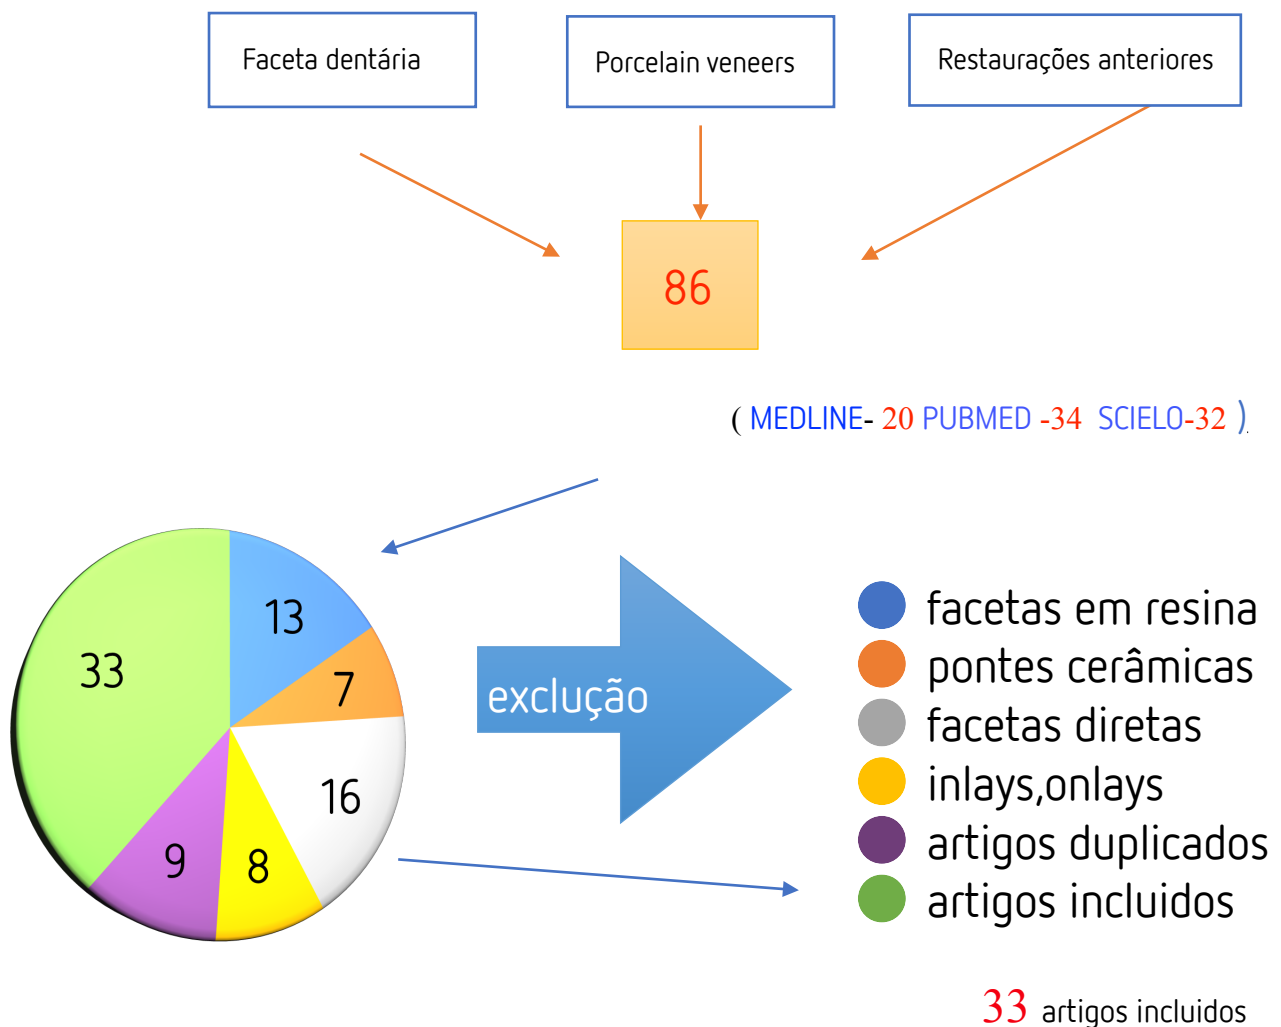 Faceta dentária
Porcelain veneers
Restaurações anteriores
86
( MEDLINE- 20 PUBMED -34 SCIELO-32 ).
13
33
7
16
9
8
exclução
facetas em resina
pontes cerâmicas
facetas diretas
inlays,onlays
artigos duplicados
artigos incluidos
33 artigos incluidos